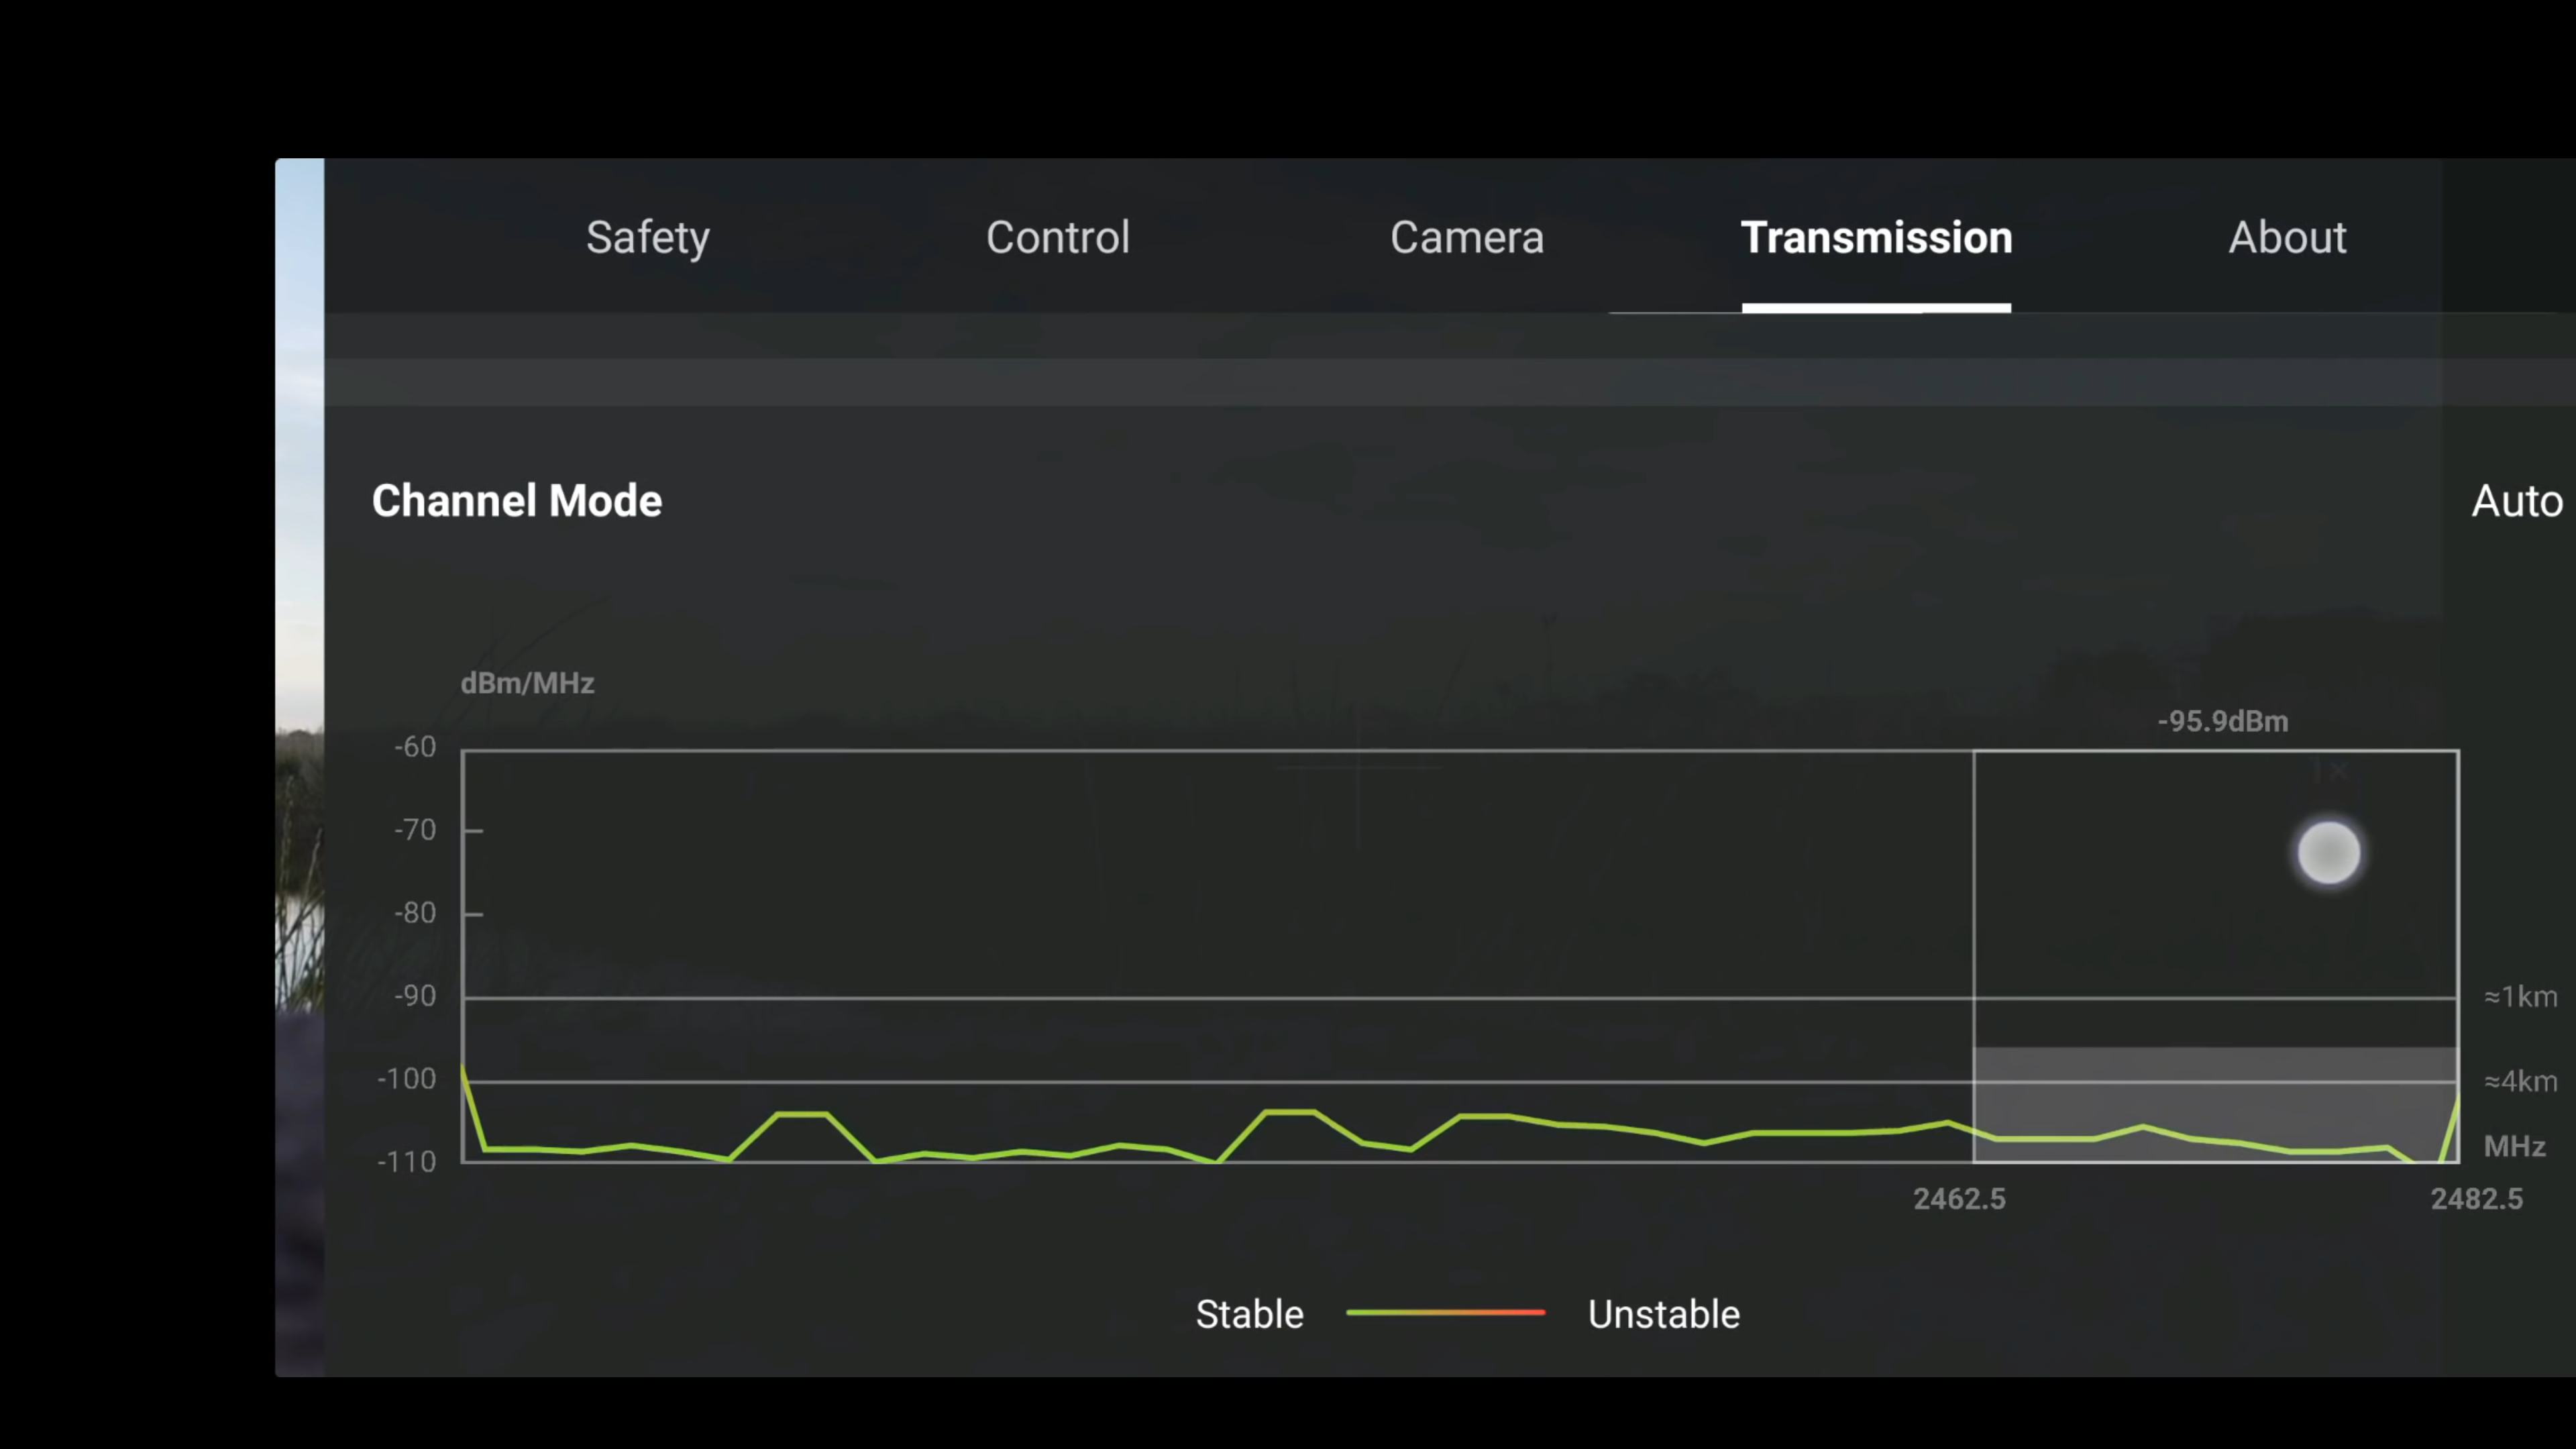 Safety Control Camera Transmission About
Channel Mode Auto
dBm/MHz
-95.9dBm
-60
1×
-70
-80
-90 ≈1km
-100 ≈4km
-110 MHz
2462.5 2482.5
Stable Unstable